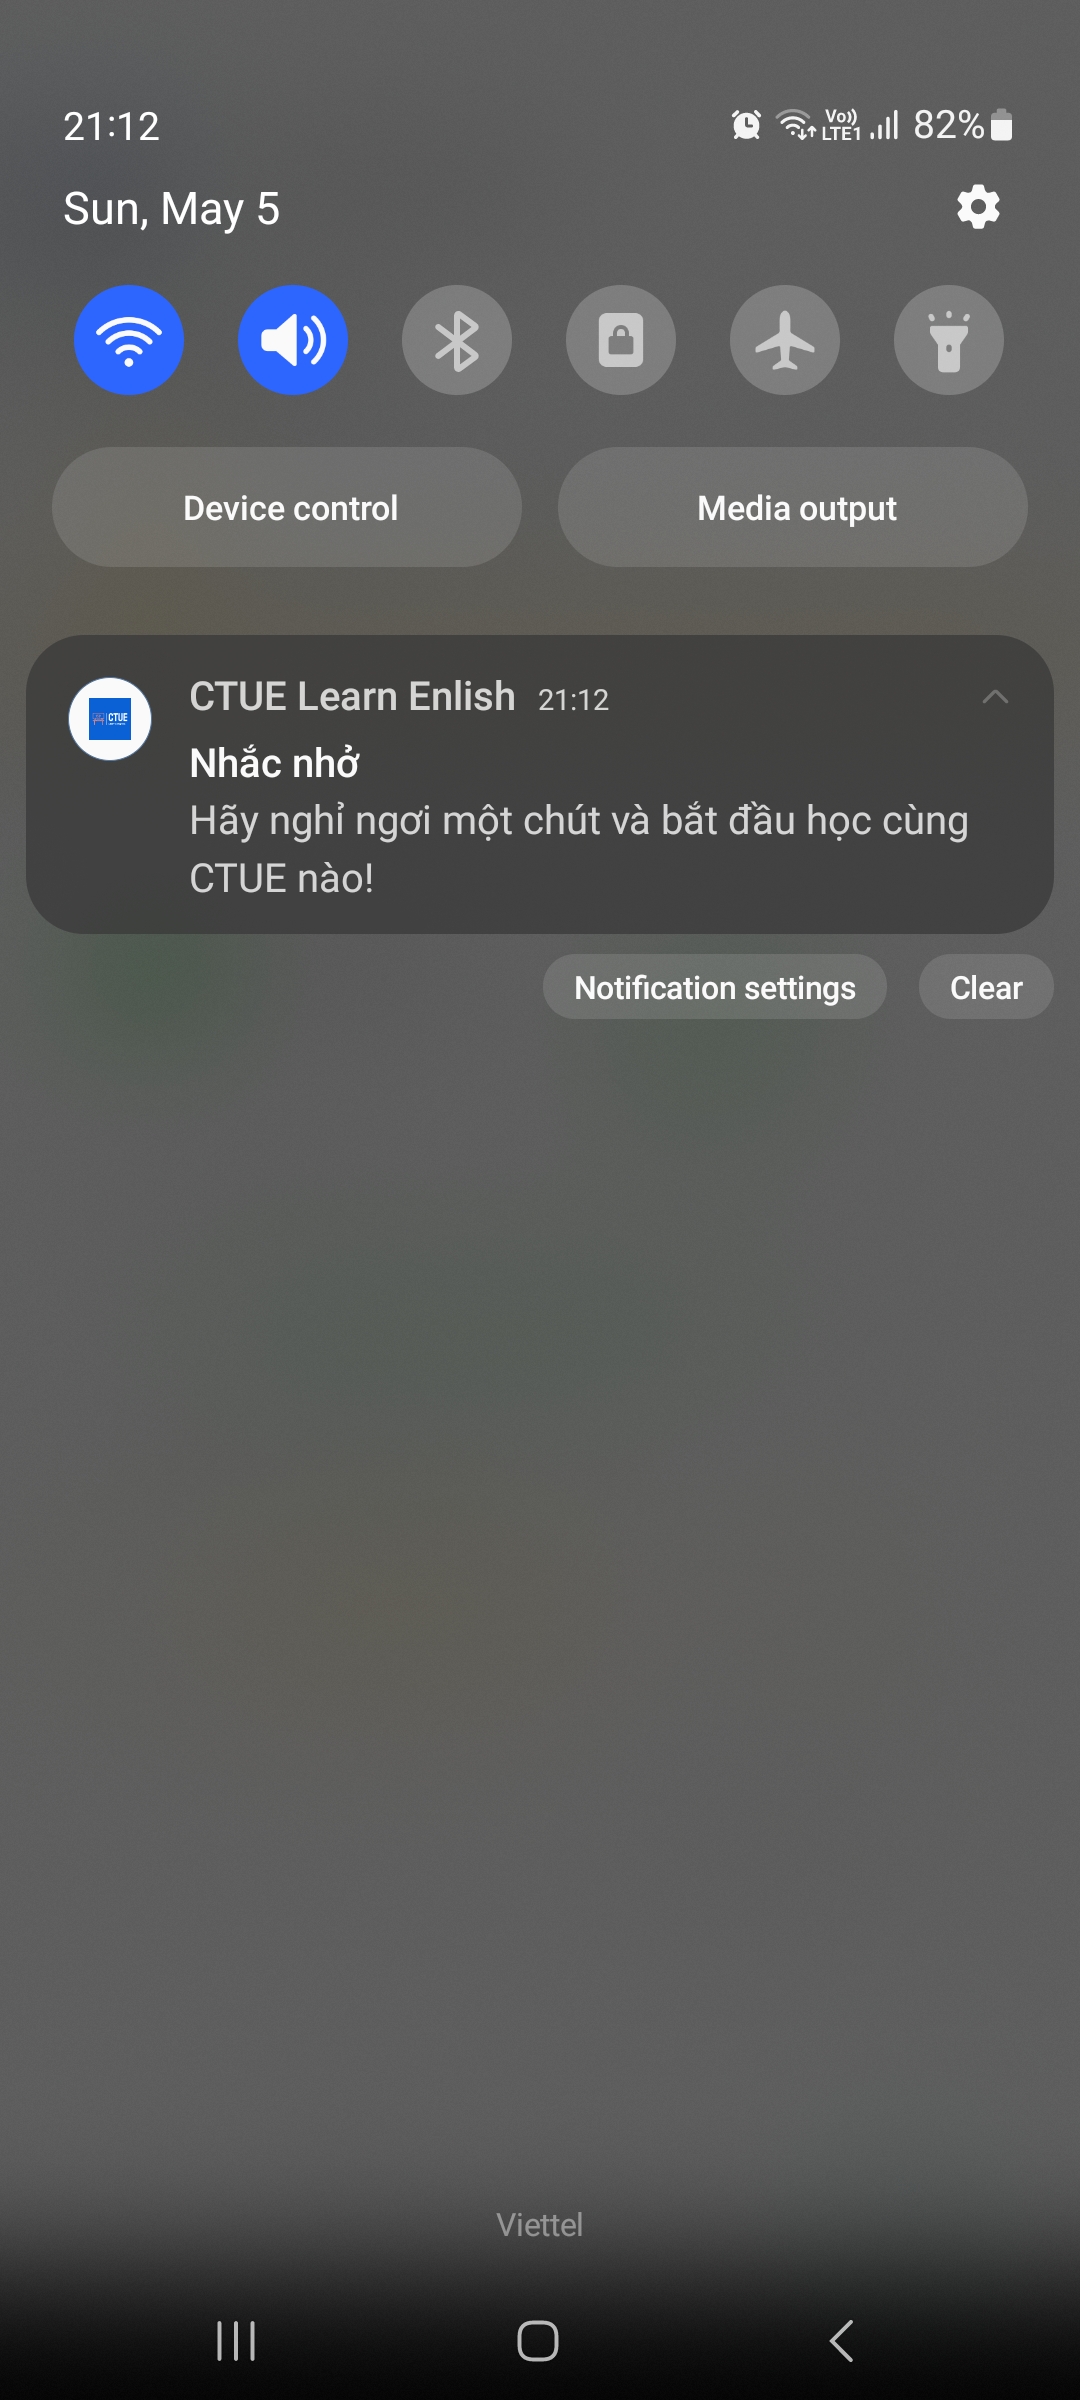 21:12
Vo))
LTE1
82%
Sun, May 5
Device control
Media output
CTUE
CTUE Learn Enlish 21:12
Nhắc nhở
Hãy nghỉ ngơi một chút và bắt đầu học cùng
CTUE nào!
Notification settings
Clear
Viettel